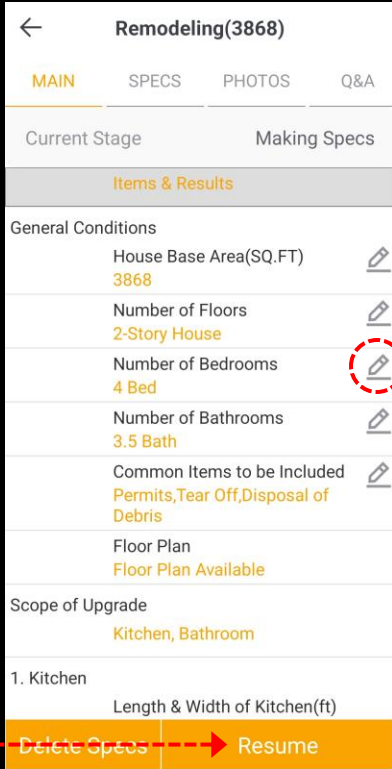 Remodeling(3868)
MAIN SPECS PHOTOS Q&A
Current Stage Making Specs
Items & Results
General Conditions
House Base Area(SQ.FT)
3868
Number of Floors
2-Story House
Number of Bedrooms
4 Bed
Number of Bathrooms
3.5 Bath
Common Items to be Included
Permits,Tear Off,Disposal of
Debris
Floor Plan
Floor Plan Available
Scope of Upgrade
Kitchen, Bathroom
1. Kitchen
Length & Width of Kitchen(ft)
Delete Specs Resume